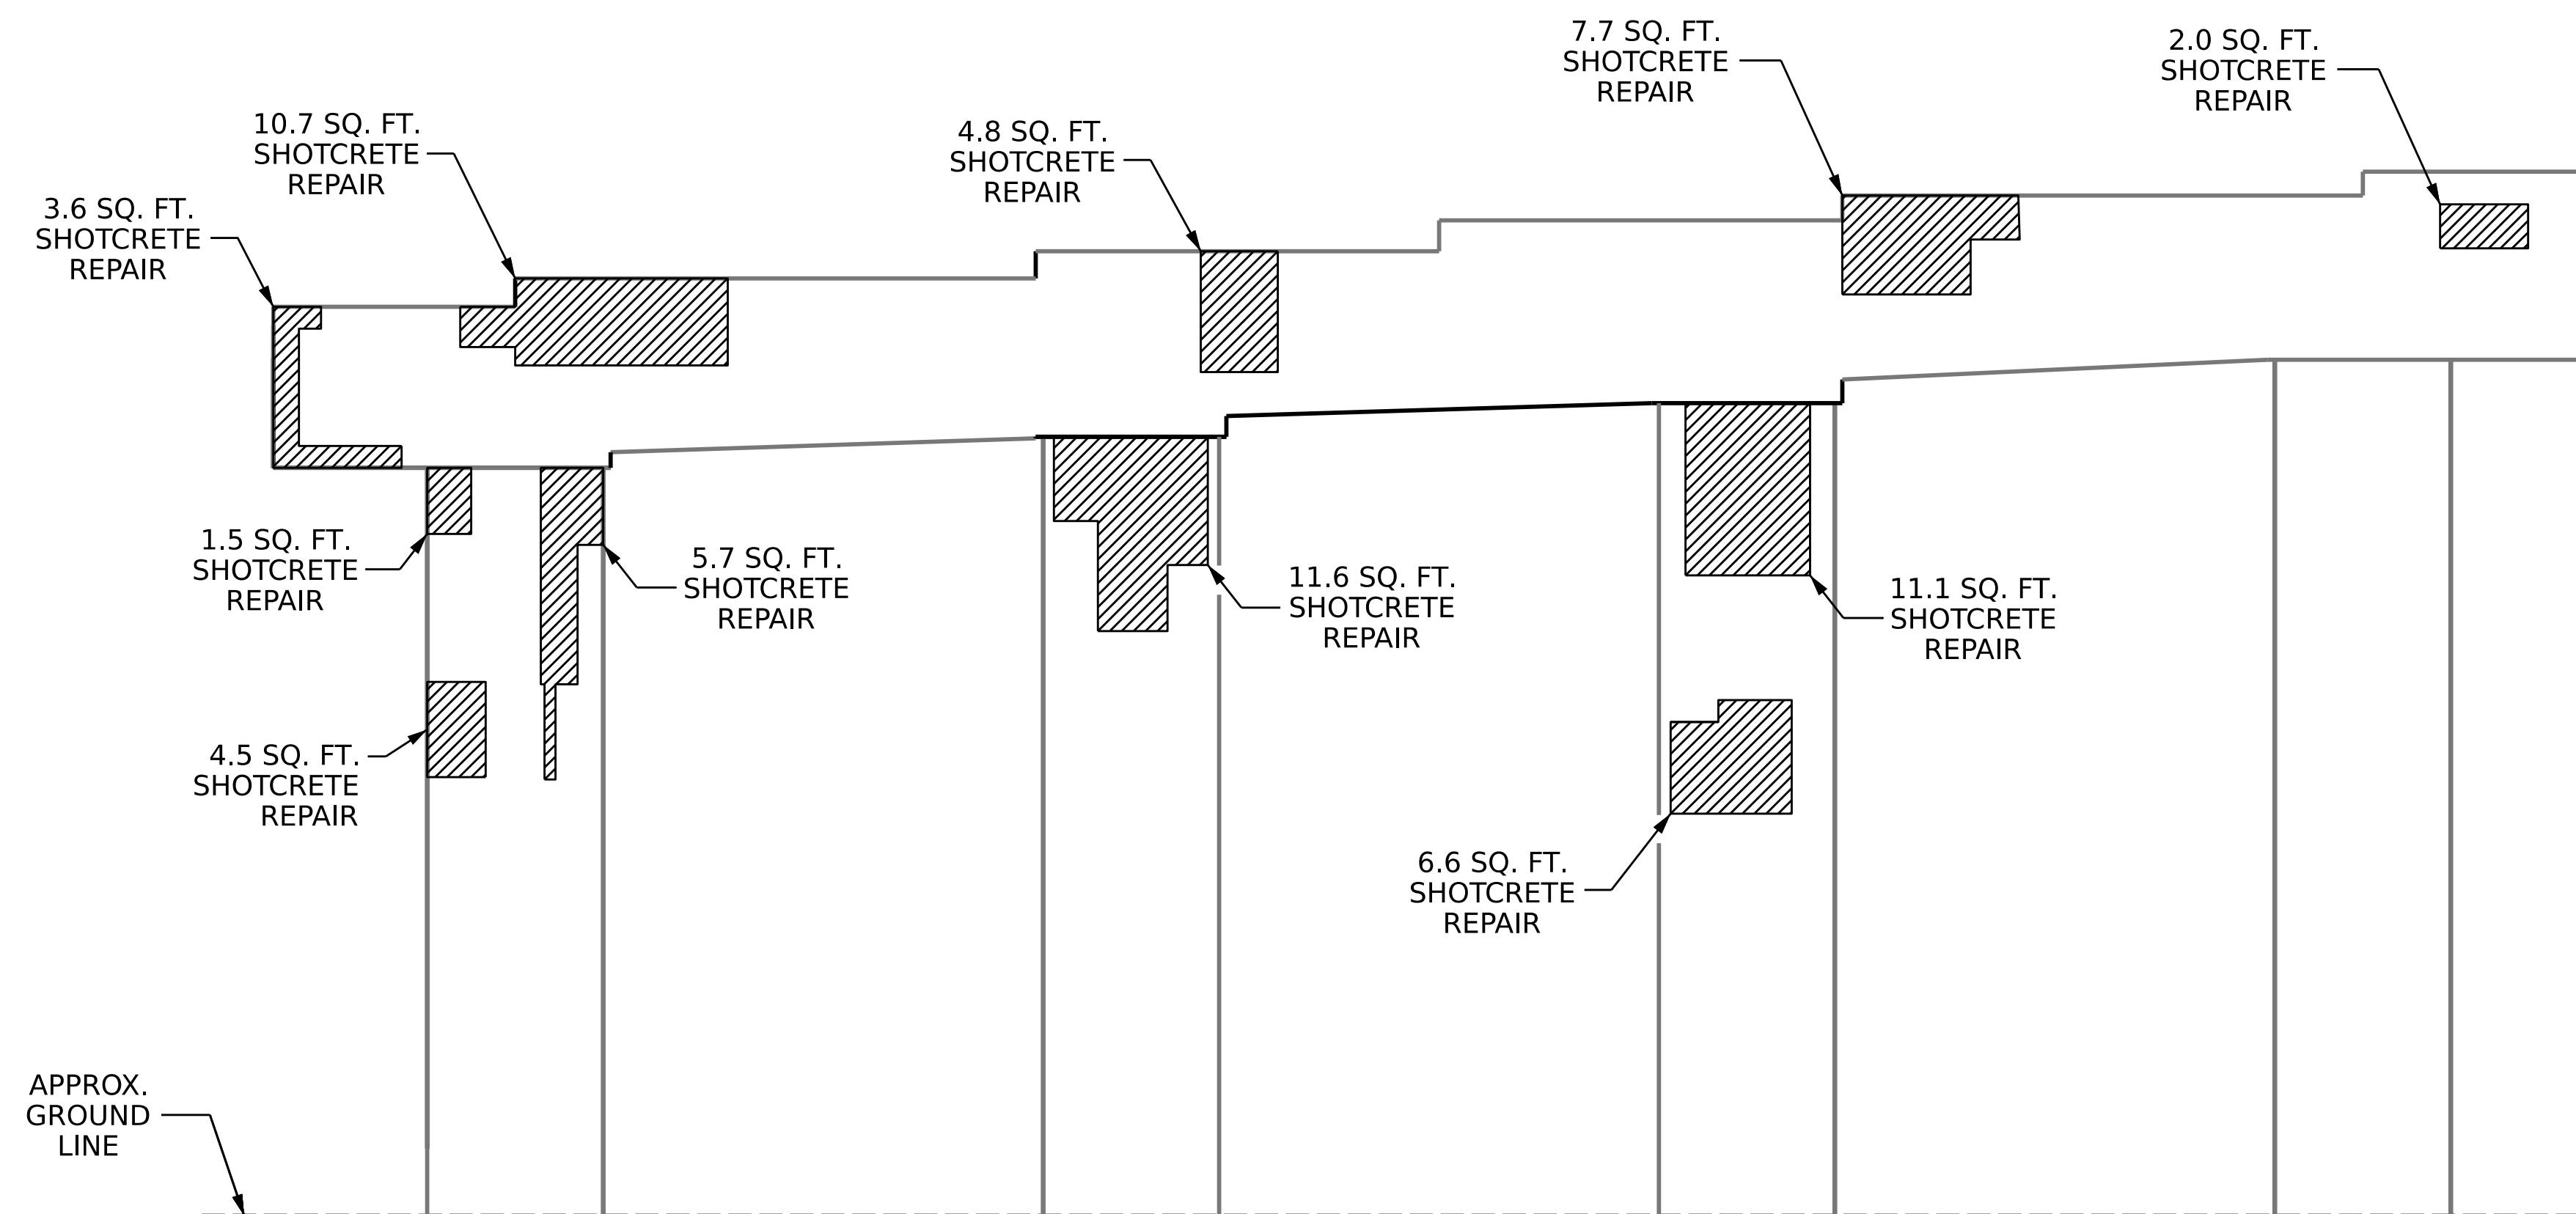 7.7 SQ. FT.
SHOTCRETE
REPAIR
2.0 SQ. FT.
SHOTCRETE
REPAIR
10.7 SQ. FT.
SHOTCRETE
REPAIR
4.8 SQ. FT.
SHOTCRETE
REPAIR
3.6 SQ. FT.
SHOTCRETE
REPAIR
1.5 SQ. FT.
SHOTCRETE
REPAIR
5.7 SQ. FT.
SHOTCRETE
REPAIR
11.6 SQ. FT.
SHOTCRETE
REPAIR
11.1 SQ. FT.
SHOTCRETE
REPAIR
4.5 SQ. FT.
SHOTCRETE
REPAIR
6.6 SQ. FT.
SHOTCRETE
REPAIR
APPROX.
GROUND
LINE